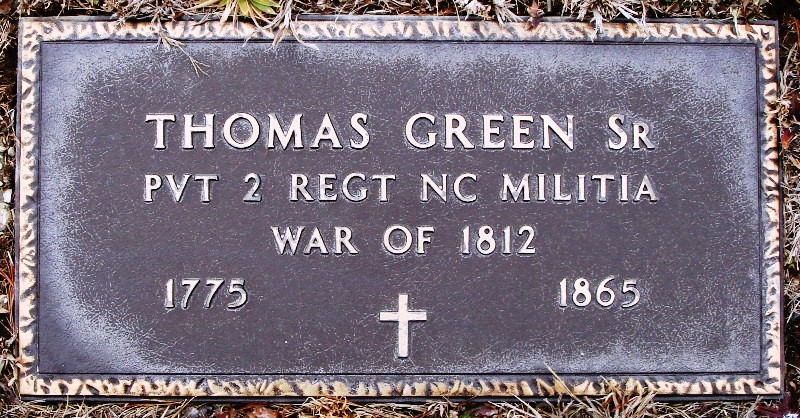 THOMAS GREEN SR
PVT 2 REGT NC MILITIA
WAR OF 1812
1775 1865